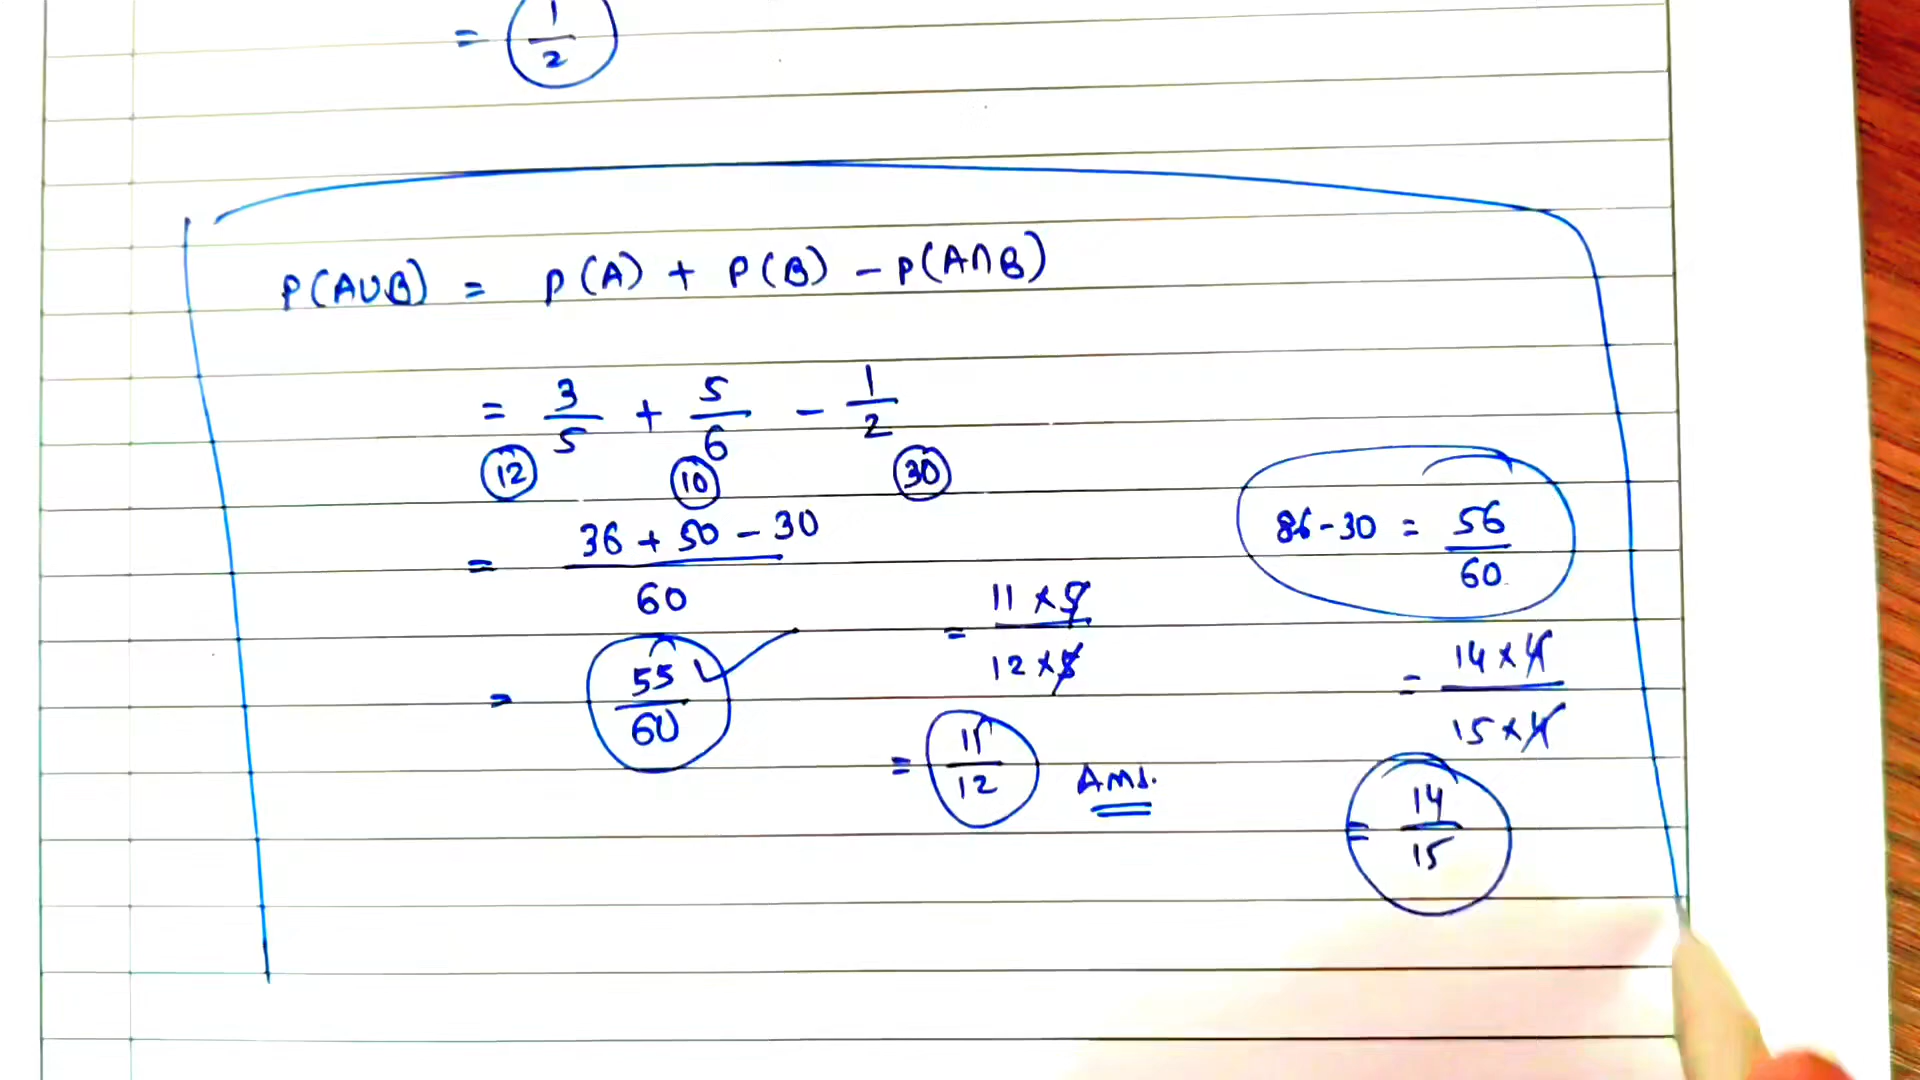 = 1/2
P(AUB) = P(A) + P(B) - P(A∩B)
= 3/5 + 5/6 - 1/2
12 10 30
= 36 + 50 - 30 / 60
= 55/60
= 11 × 5 / 12 × 5
= 11/12 Ans.
86 - 30 = 56/60
= 14 × 4 / 15 × 4
= 14/15